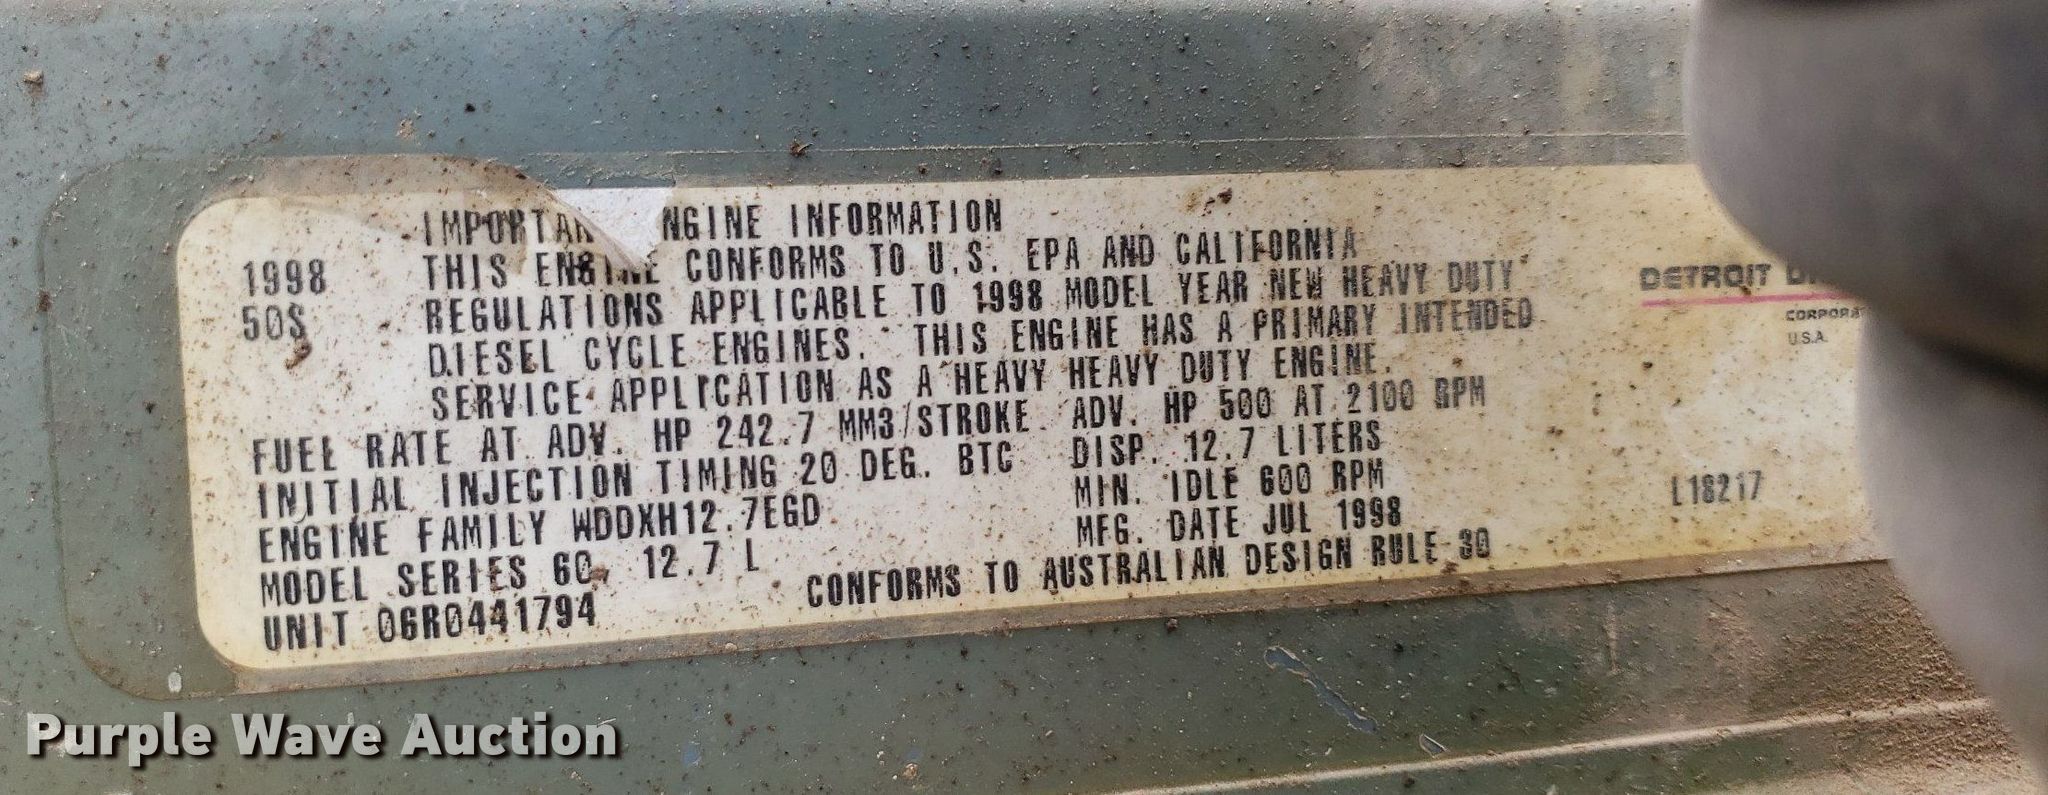 IMPORTAN NGINE INFORMATION
1998 THIS ENGINE CONFORMS TO U.S. EPA AND CALIFORNIA
50S REGULATIONS APPLICABLE TO 1998 MODEL YEAR NEW HEAVY DUTY
DIESEL CYCLE ENGINES. THIS ENGINE HAS A PRIMARY INTENDED
SERVICE APPLICATION AS A HEAVY HEAVY DUTY ENGINE.
FUEL RATE AT ADV. HP 242.7 MM3/STROKE ADV. HP 500 AT 2100 RPM
INITIAL INJECTION TIMING 20 DEG. BTC DISP. 12.7 LITERS
ENGINE FAMILY WDDXH12.7EGD MIN. IDLE 600 RPM
MODEL SERIES 60, 12.7 L MFG. DATE JUL 1998
UNIT 06R0441794 CONFORMS TO AUSTRALIAN DESIGN RULE 30
DETROIT D
CORPORA
U.S.A.
L18217
Purple Wave Auction